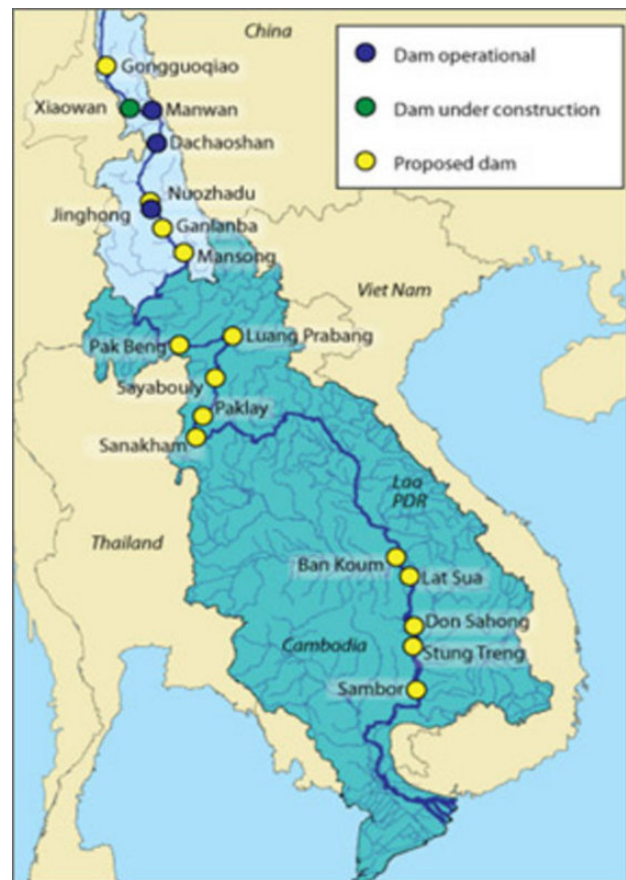 China
Dam operational
Dam under construction
Proposed dam
Gongguoqiao
Xiaowan
Manwan
Dachaoshan
Nuozhadu
Jinghong
Ganlanba
Mansong
Viet Nam
Luang Prabang
Pak Beng
Sayabouly
Paklay
Sanakham
Lao
PDR
Thailand
Ban Koum
Lat Sua
Don Sahong
Cambodia
Stung Treng
Sambor